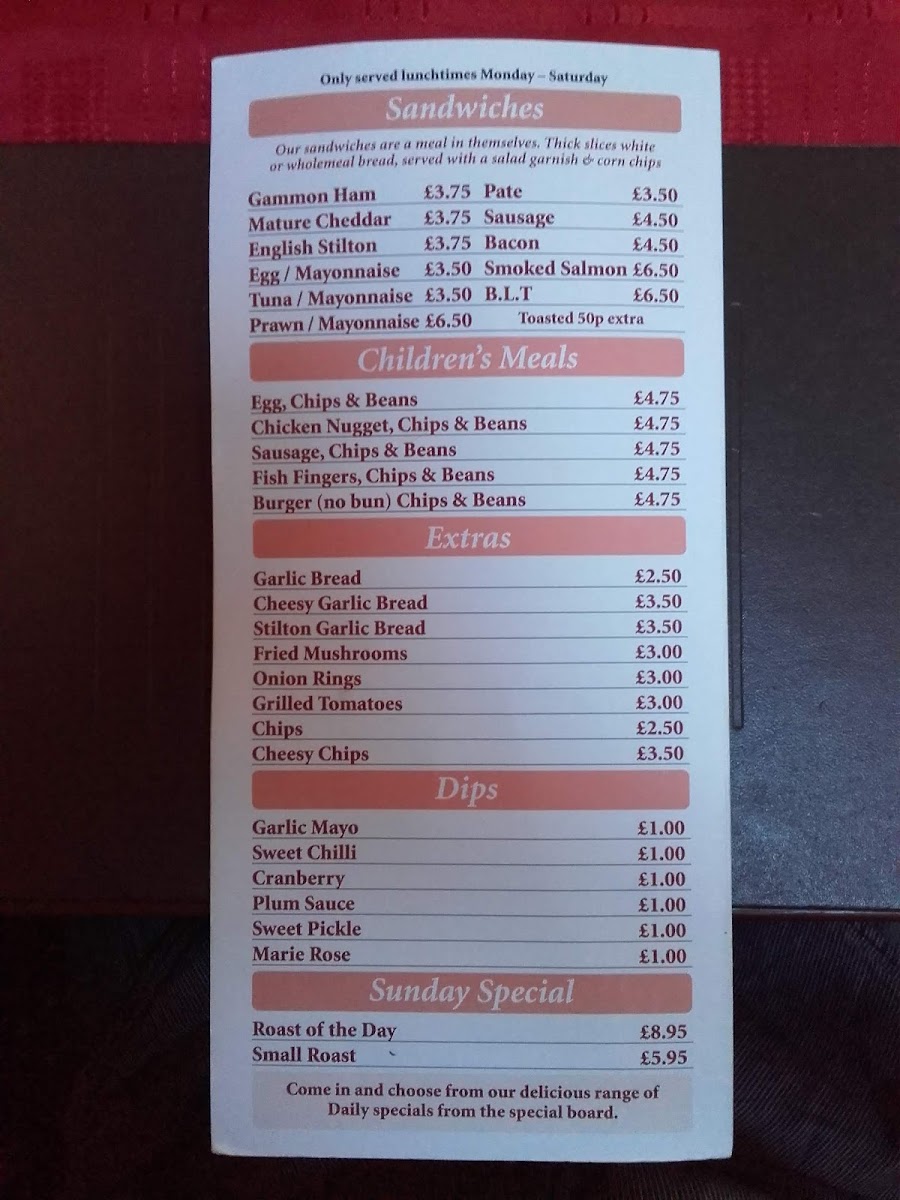 Only served lunchtimes Monday – Saturday
Sandwiches
Our sandwiches are a meal in themselves. Thick slices white
or wholemeal bread, served with a salad garnish & corn chips
Gammon Ham £3.75 Pate £3.50
Mature Cheddar £3.75 Sausage £4.50
English Stilton £3.75 Bacon £4.50
Egg / Mayonnaise £3.50 Smoked Salmon £6.50
Tuna / Mayonnaise £3.50 B.L.T £6.50
Prawn / Mayonnaise £6.50 Toasted 50p extra
Children's Meals
Egg, Chips & Beans £4.75
Chicken Nugget, Chips & Beans £4.75
Sausage, Chips & Beans £4.75
Fish Fingers, Chips & Beans £4.75
Burger (no bun) Chips & Beans £4.75
Extras
Garlic Bread £2.50
Cheesy Garlic Bread £3.50
Stilton Garlic Bread £3.50
Fried Mushrooms £3.00
Onion Rings £3.00
Grilled Tomatoes £3.00
Chips £2.50
Cheesy Chips £3.50
Dips
Garlic Mayo £1.00
Sweet Chilli £1.00
Cranberry £1.00
Plum Sauce £1.00
Sweet Pickle £1.00
Marie Rose £1.00
Sunday Special
Roast of the Day £8.95
Small Roast £5.95
Come in and choose from our delicious range of
Daily specials from the special board.